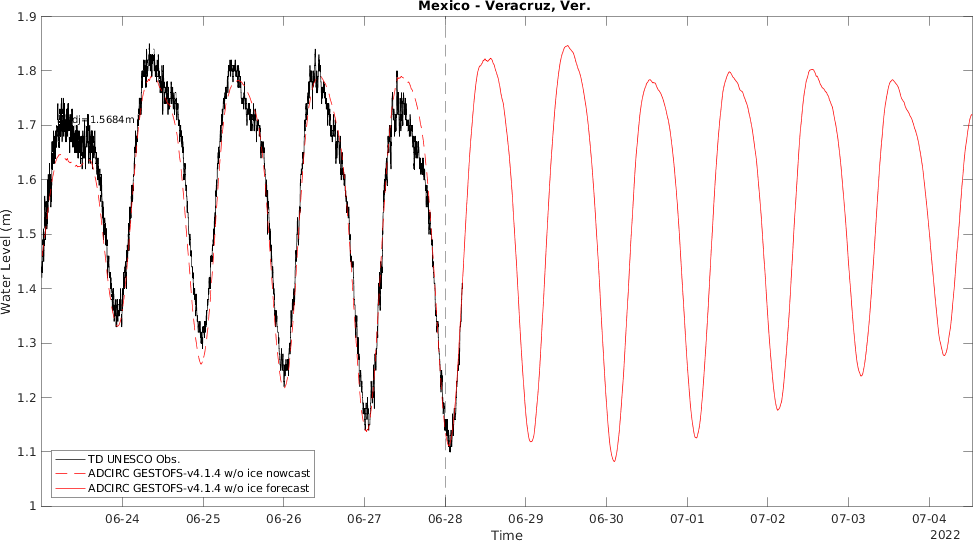 Mexico - Veracruz, Ver.
Water Level (m)
1.9
1.8
1.7
1.6
1.5
1.4
1.3
1.2
1.1
1
=1.5684m
TD UNESCO Obs.
ADCIRC GESTOFS-v4.1.4 w/o ice nowcast
ADCIRC GESTOFS-v4.1.4 w/o ice forecast
06-24 06-25 06-26 06-27 06-28 06-29 06-30 07-01 07-02 07-03 07-04
Time
2022